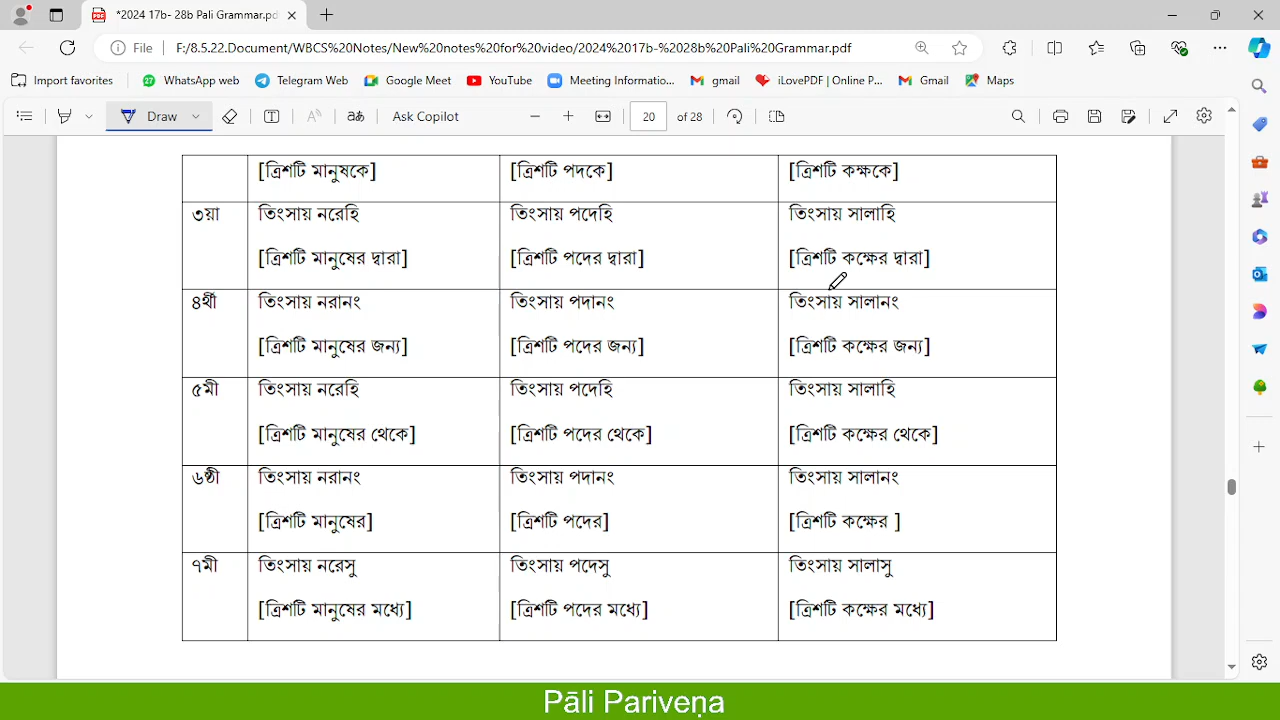 *2024 17b- 28b Pali Grammar.pd
File F:/8.5.22.Document/WBCS%20Notes/New%20notes%20for%20video/2024%2017b-%2028b%20Pali%20Grammar.pdf
Import favorites WhatsApp web Telegram Web Google Meet YouTube Meeting Informatio... gmail iLovePDF | Online P... Gmail Maps
Draw Ask Copilot 20 of 28
[ত্রিশটি মানুষকে] [ত্রিশটি পদকে] [ত্রিশটি কক্ষকে]
৩য়া তিংসায় নরেহি তিংসায় পদেহি তিংসায় সালাহি
[ত্রিশটি মানুষের দ্বারা] [ত্রিশটি পদের দ্বারা] [ত্রিশটি কক্ষের দ্বারা]
৪র্থী তিংসায় নরানং তিংসায় পদানং তিংসায় সালানং
[ত্রিশটি মানুষের জন্য] [ত্রিশটি পদের জন্য] [ত্রিশটি কক্ষের জন্য]
৫মী তিংসায় নরেহি তিংসায় পদেহি তিংসায় সালাহি
[ত্রিশটি মানুষের থেকে] [ত্রিশটি পদের থেকে] [ত্রিশটি কক্ষের থেকে]
৬ষ্ঠী তিংসায় নরানং তিংসায় পদানং তিংসায় সালানং
[ত্রিশটি মানুষের] [ত্রিশটি পদের] [ত্রিশটি কক্ষের ]
৭মী তিংসায় নরেসু তিংসায় পদেসু তিংসায় সালাসু
[ত্রিশটি মানুষের মধ্যে] [ত্রিশটি পদের মধ্যে] [ত্রিশটি কক্ষের মধ্যে]
Pāli Pariveṇa